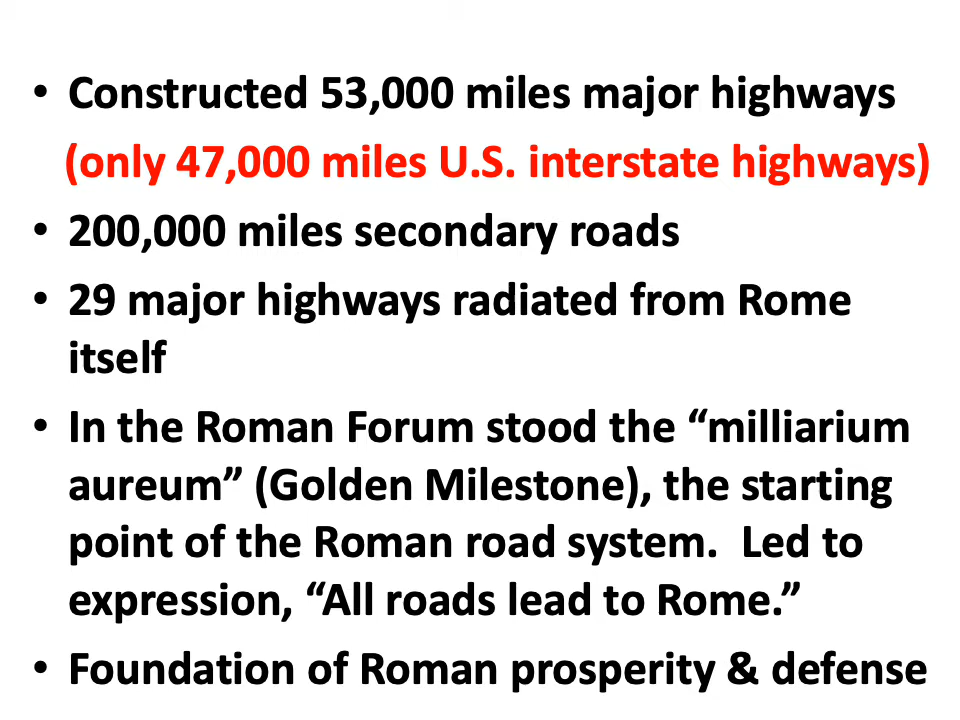 • Constructed 53,000 miles major highways
(only 47,000 miles U.S. interstate highways)
• 200,000 miles secondary roads
• 29 major highways radiated from Rome
itself
• In the Roman Forum stood the “milliarium
aureum” (Golden Milestone), the starting
point of the Roman road system.  Led to
expression, “All roads lead to Rome.”
• Foundation of Roman prosperity & defense